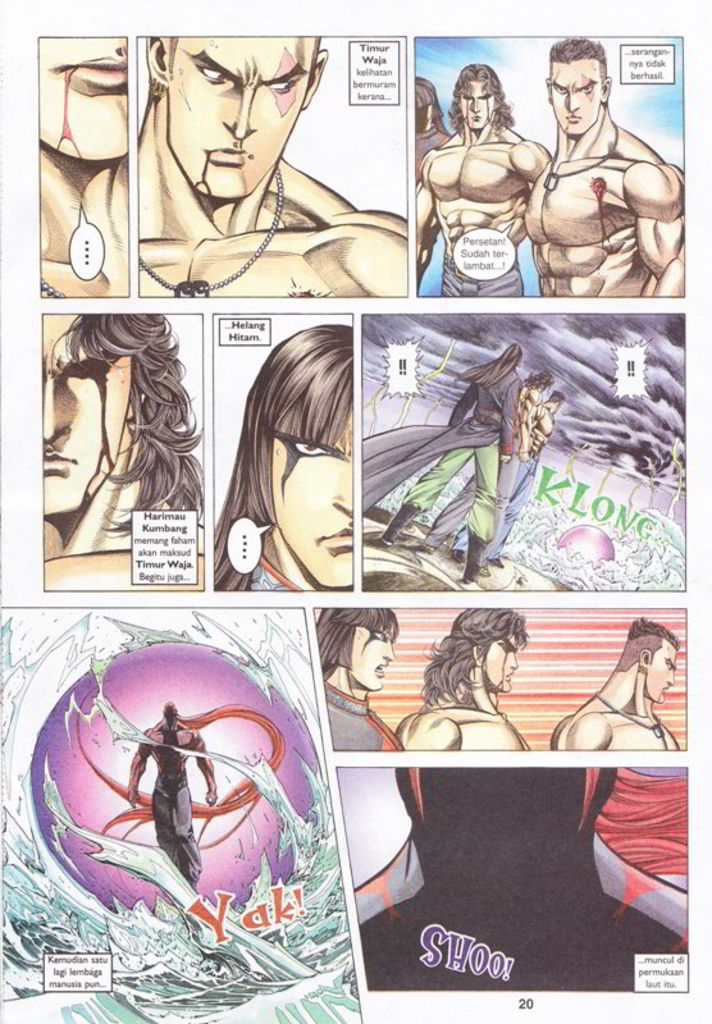 Timur
Waja
kelihatan
bermuram
kerana...
...serangan-
nya tidak
berhasil.
....
Persetan!
Sudah ter-
lambat...!
Harimau
Kumbang
memang faham
akan maksud
Timur Waja.
Begitu juga...
...Helang
Hitam.
....
!!
!!
KLONG
Kemudian satu
lagi lembaga
manusia pun...
Yak!
SHOO!
...muncul di
permukaan
laut itu.
20